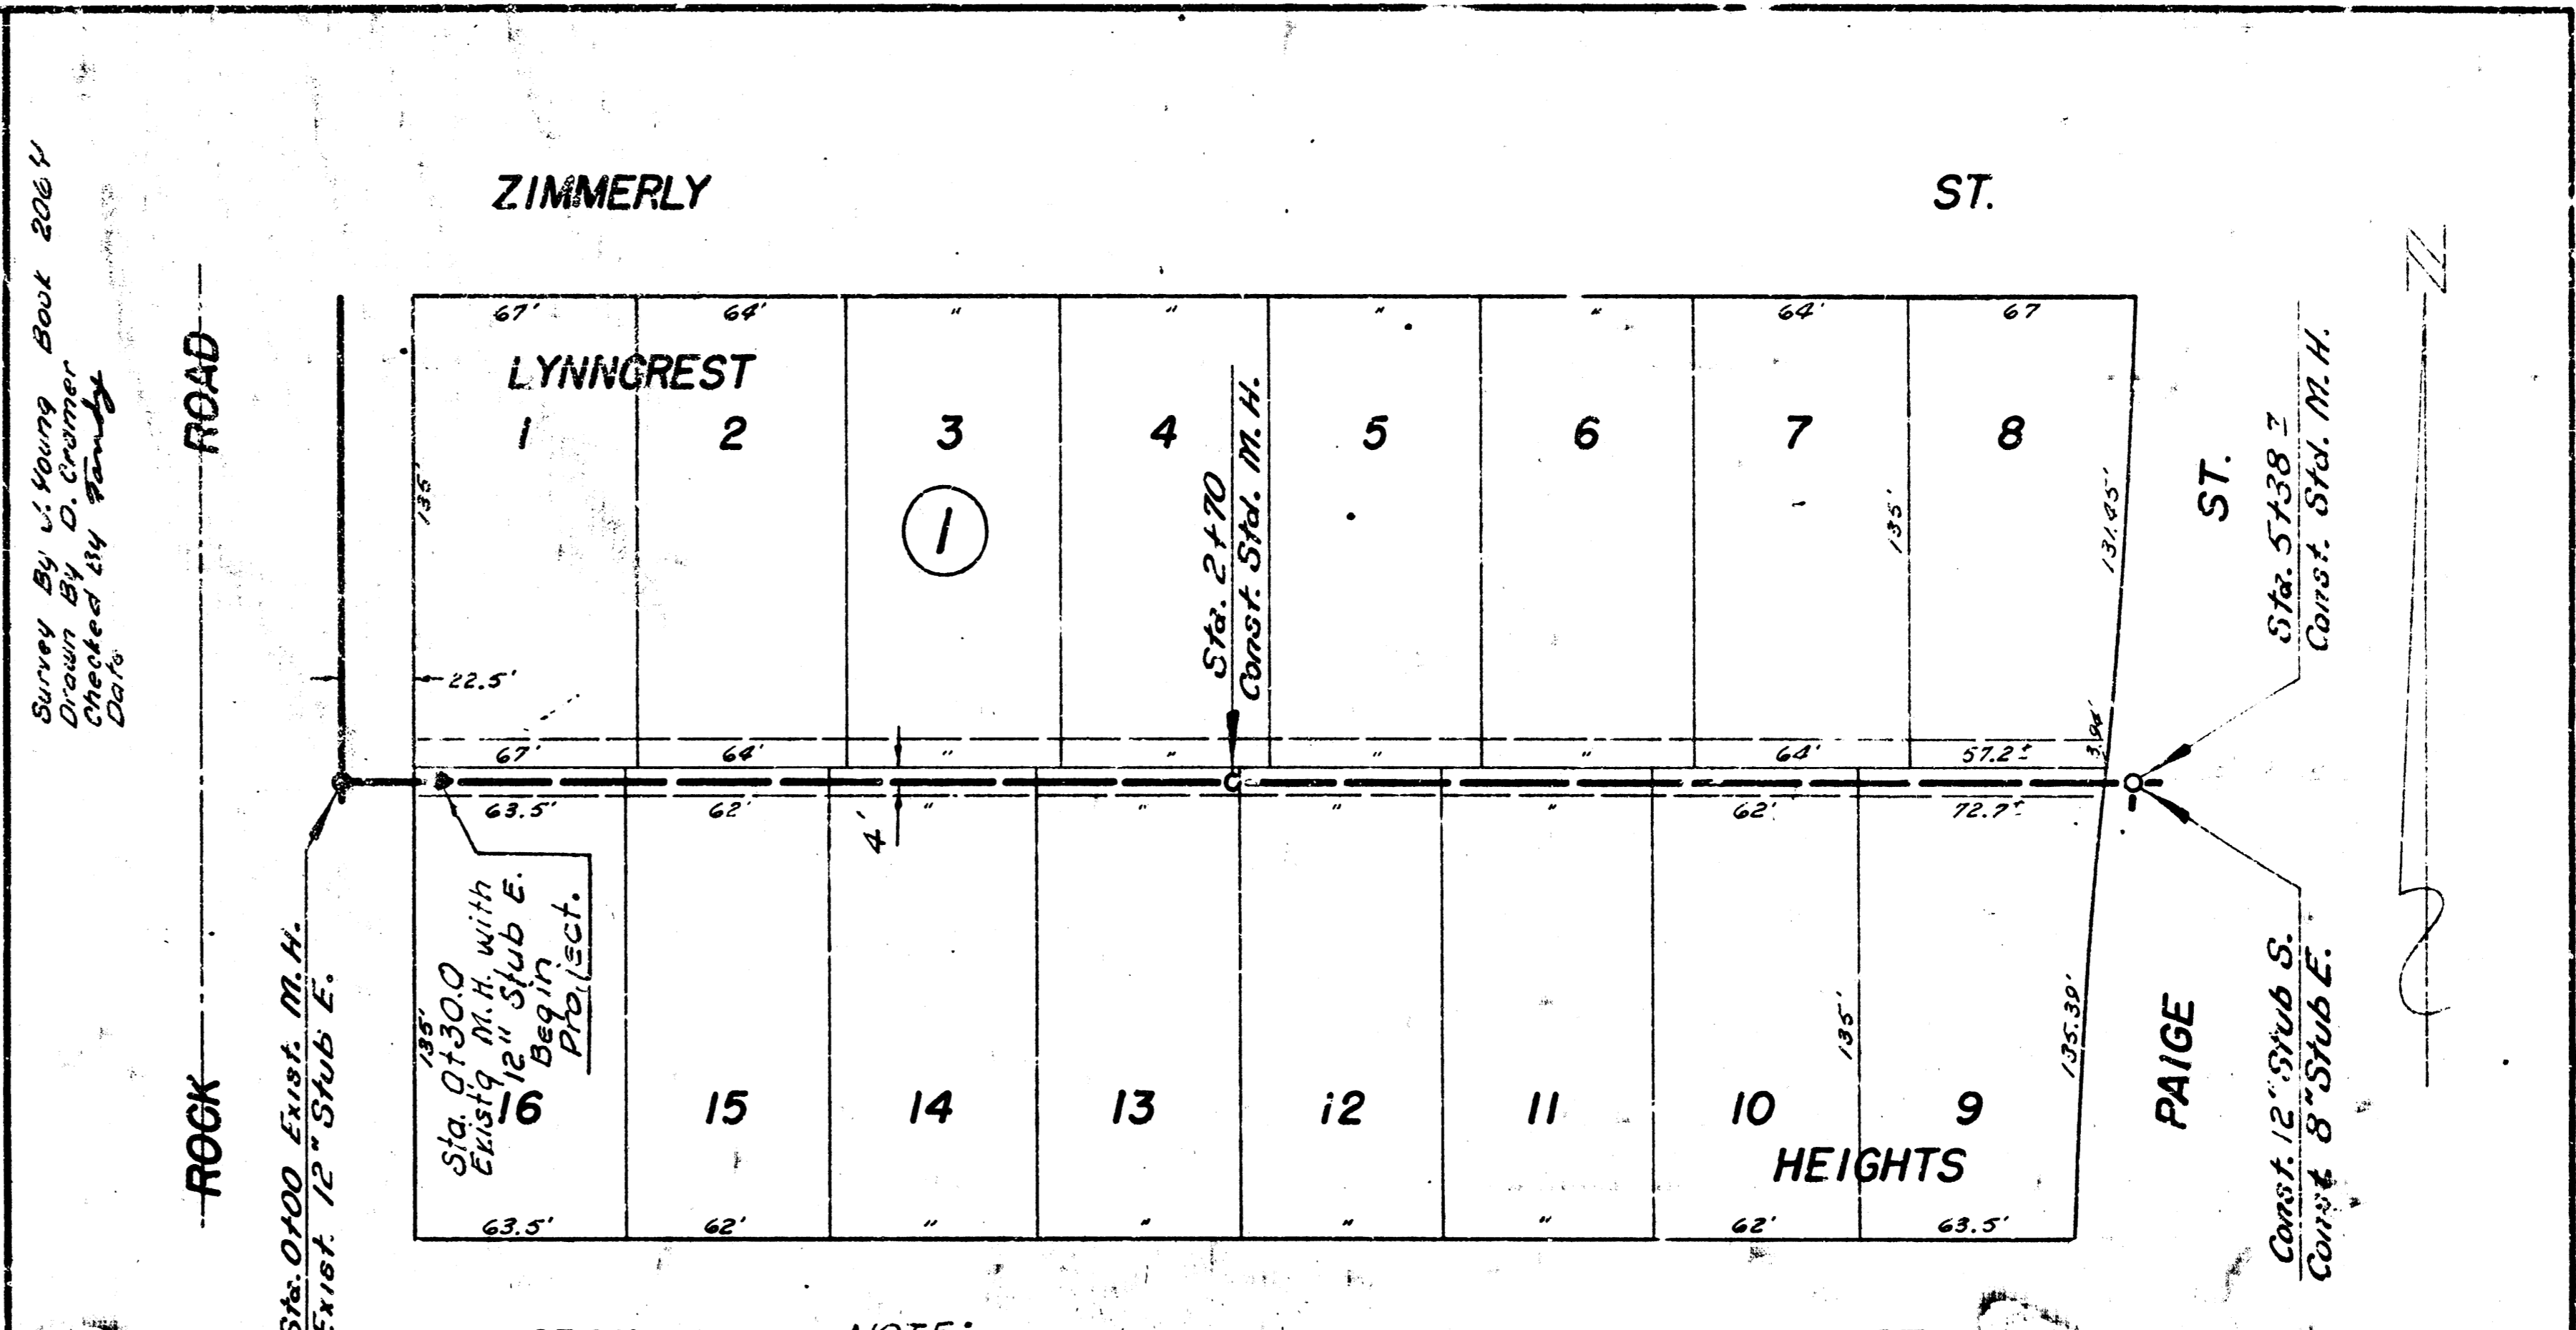 Survey By J. Young Book 2064
Drawn By D. Cramer
Checked By Tandy
Date
ZIMMERLY ST.
ROCK ROAD
LYNNCREST
HEIGHTS
PAIGE ST.
67' 64' " " " " 64' 67
1 2 3 4 5 6 7 8
1
135'
135'
131.45'
3.94'
22.5'
Sta. 2+70
Const. Std. M. H.
Sta. 5+38 ±
Const. Std. M. H.
67' 64' " " " " 64' 57.2±
63.5' 62' " " " " 62' 72.7±
4'
Sta. 0+00 Exist. M. H.
Exist. 12" Stub E.
Sta. 0+30.0
Exist'g M. H. with
12" Stub E.
Begin
Project.
135'
135'
135.39'
16 15 14 13 12 11 10 9
63.5' 62' " " " " 62' 63.5'
Const. 12" Stub S.
Const. 8" Stub E.
N
NOTE: